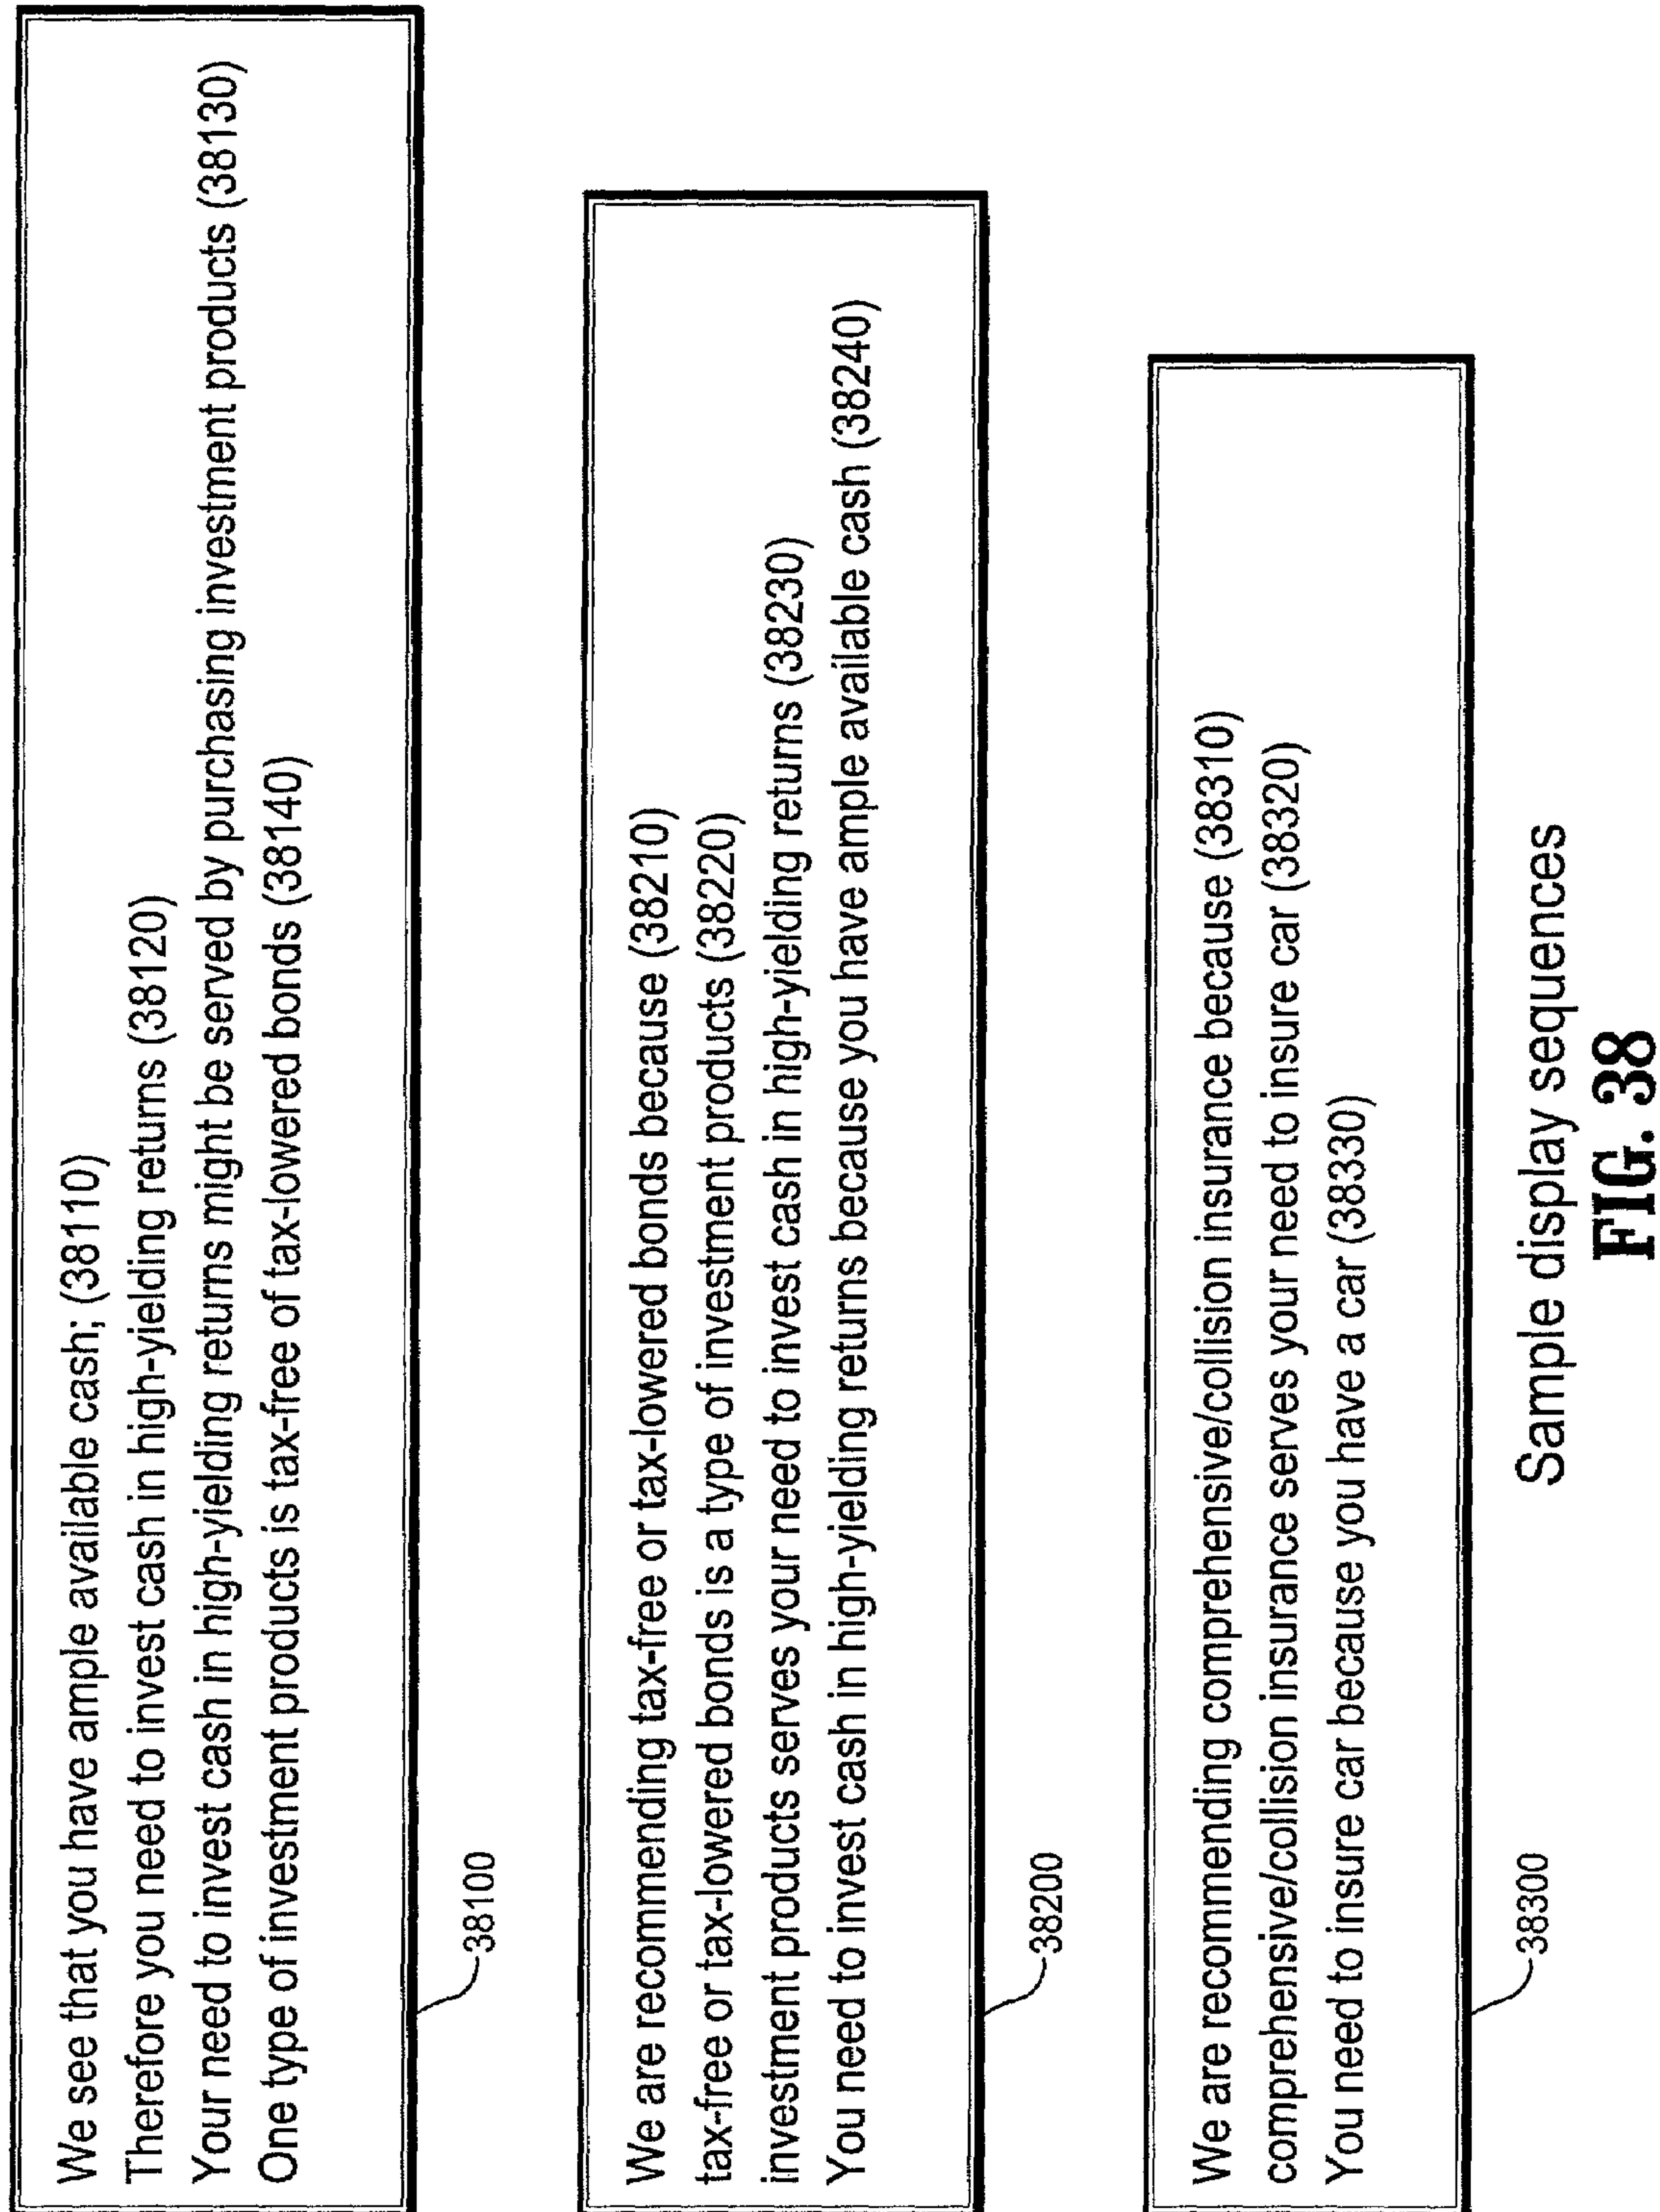 We see that you have ample available cash; (38110)
Therefore you need to invest cash in high-yielding returns (38120)
Your need to invest cash in high-yielding returns might be served by purchasing investment products (38130)
One type of investment products is tax-free of tax-lowered bonds (38140)
38100
We are recommending tax-free or tax-lowered bonds because (38210)
tax-free or tax-lowered bonds is a type of investment products (38220)
investment products serves your need to invest cash in high-yielding returns (38230)
You need to invest cash in high-yielding returns because you have ample available cash (38240)
38200
We are recommending comprehensive/collision insurance because (38310)
comprehensive/collision insurance serves your need to insure car (38320)
You need to insure car because you have a car (38330)
38300
Sample display sequences
FIG. 38